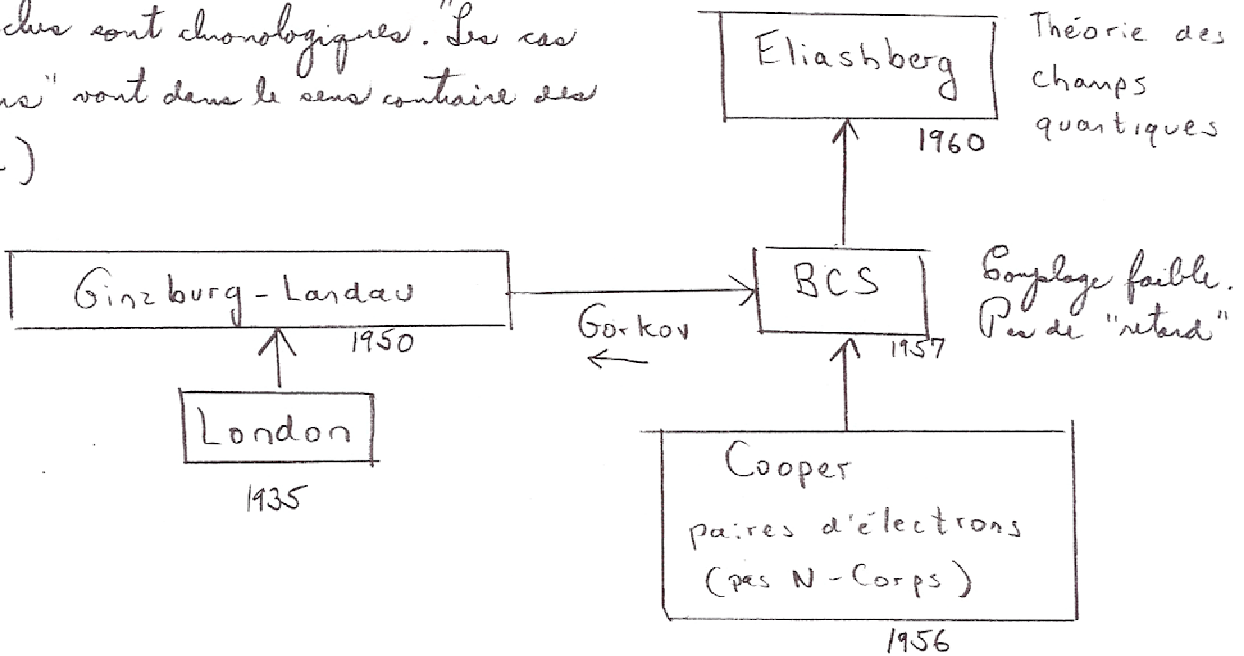 sont chronologiques. "Les cas
" vont dans le sens contraire des
)
Eliashberg
1960
Théorie des
champs
quantiques
Ginzburg-Landau
1950
Gorkov
BCS
1957
Couplage faible.
Pas de "retard"
London
1935
Cooper
paires d'électrons
(pas N-Corps)
1956